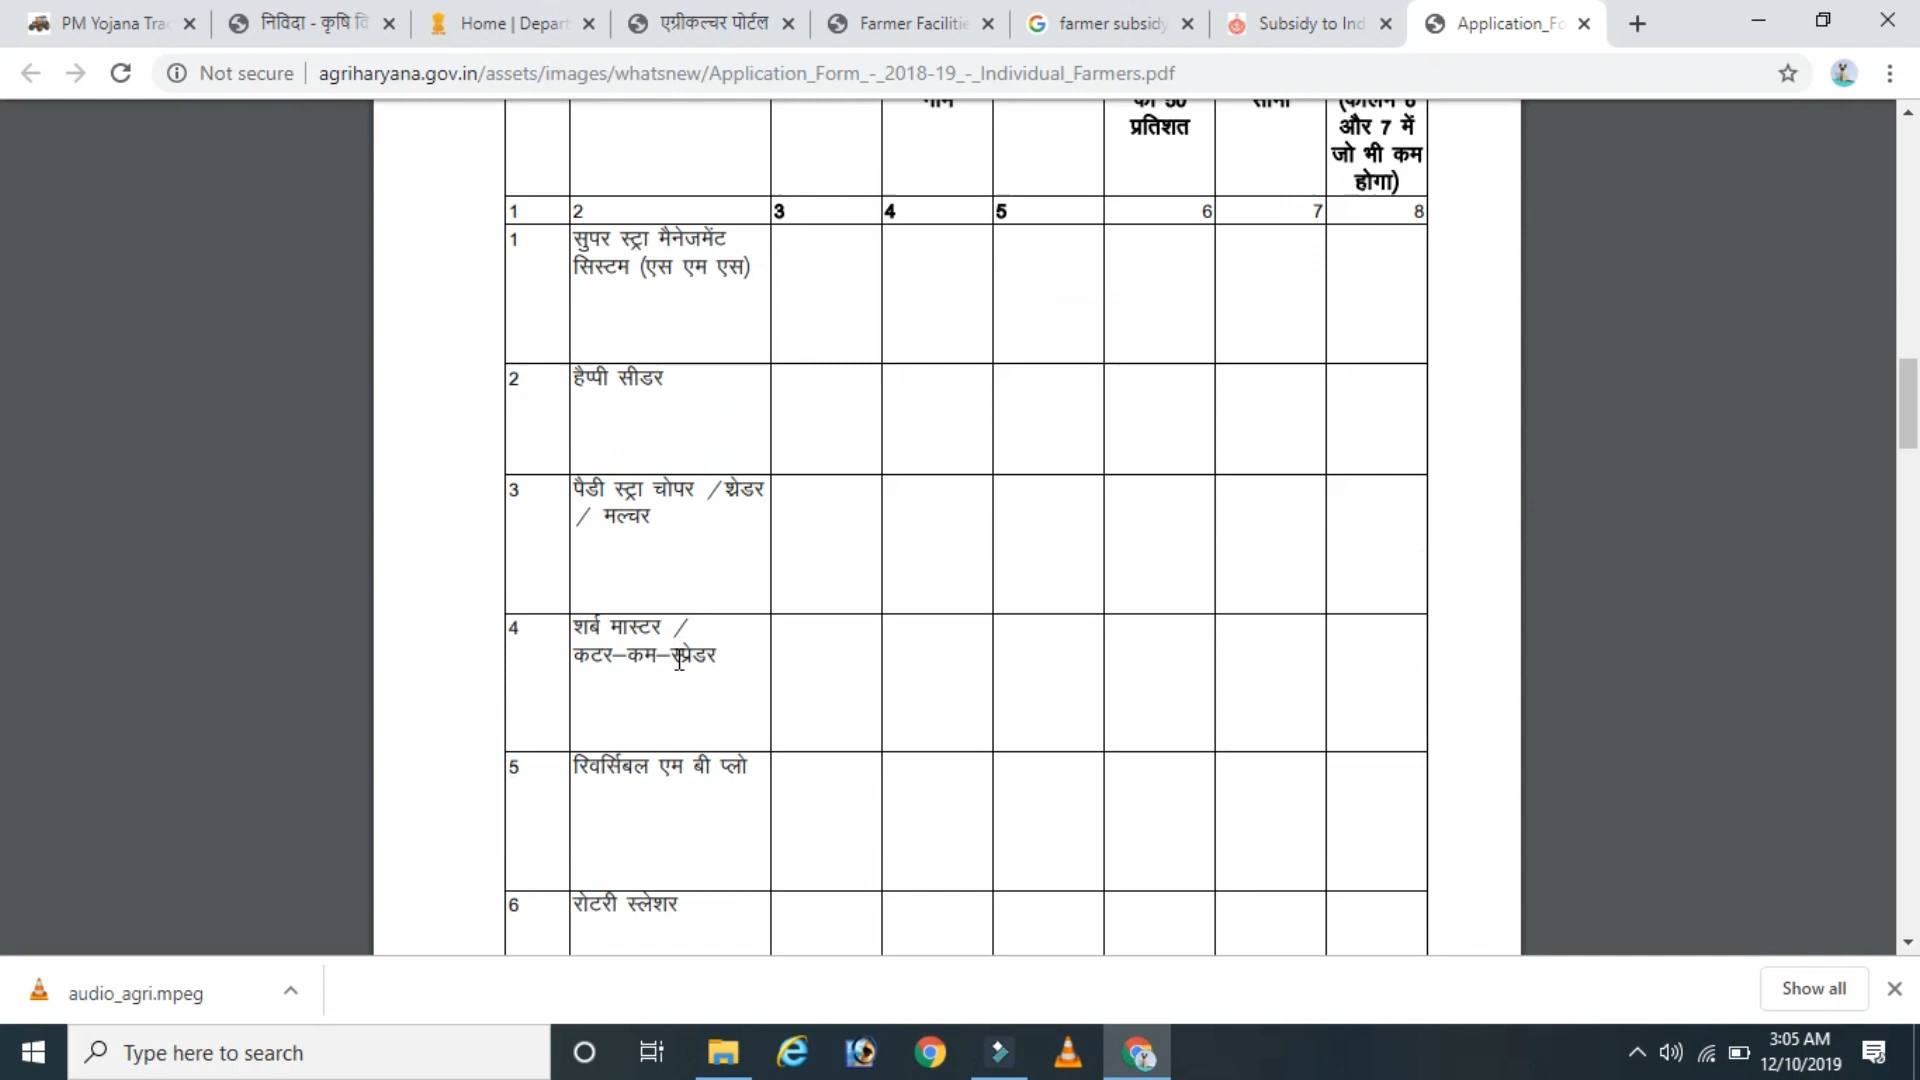 PM Yojana Tra
निविदा - कृषि वि
Home | Depar
एग्रीकल्चर पोर्टल
Farmer Facilitie
farmer subsidy
Subsidy to Ind
Application_Fo
Not secure
agriharyana.gov.in/assets/images/whatsnew/Application_Form_-_2018-19_-_Individual_Farmers.pdf
का 50
प्रतिशत
और 7 में
जो भी कम
होगा)
1 2 3 4 5 6 7 8
1 सुपर स्ट्रा मैनेजमेंट
सिस्टम (एस एम एस)
2 हैप्पी सीडर
3 पैडी स्ट्रा चोपर /श्रेडर
/ मल्चर
4 शर्ब मास्टर /
कटर–कम–स्प्रेडर
5 रिवर्सिबल एम बी प्लो
6 रोटरी स्लेशर
audio_agri.mpeg
Show all
Type here to search
3:05 AM
12/10/2019